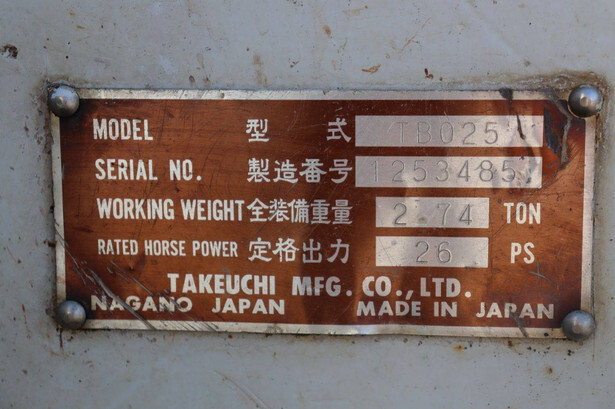 MODEL 型式 TB025
SERIAL NO. 製造番号 1253485
WORKING WEIGHT 全装備重量 2.74 TON
RATED HORSE POWER 定格出力 26 PS
TAKEUCHI MFG. CO., LTD.
NAGANO JAPAN MADE IN JAPAN